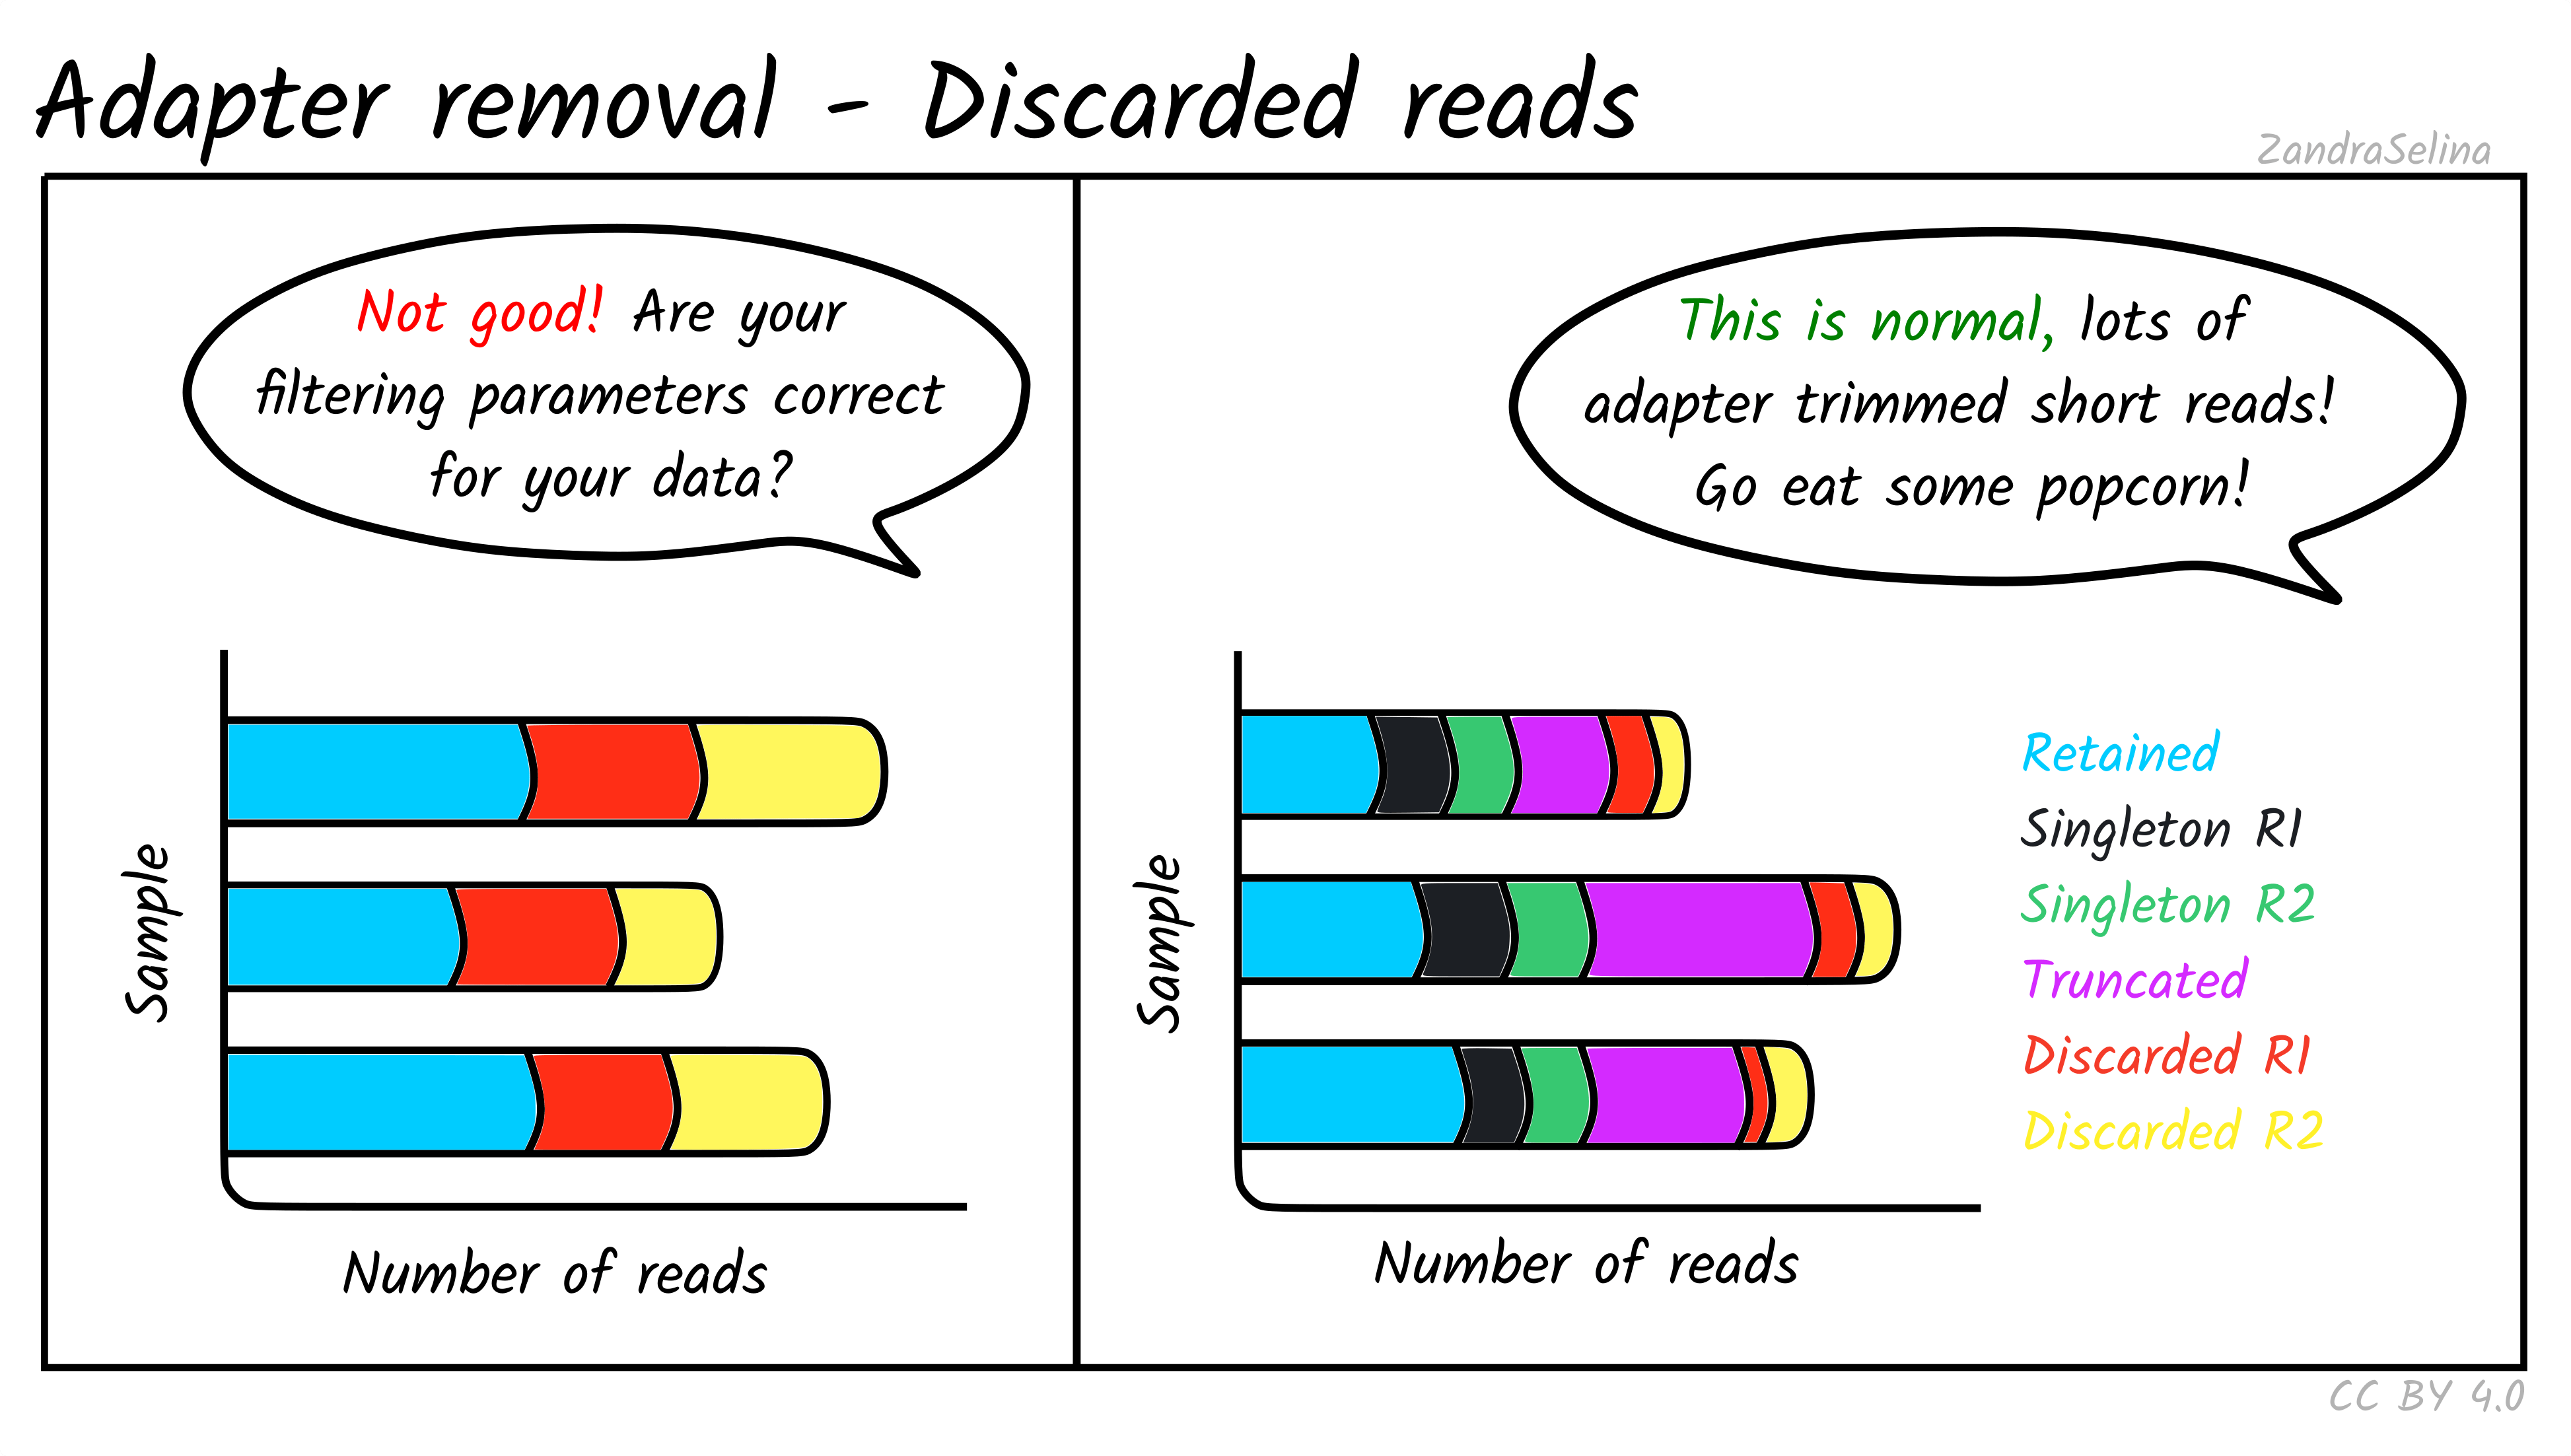 Adapter removal - Discarded reads
ZandraSelina
Not good! Are your
filtering parameters correct
for your data?
Sample
Number of reads
This is normal, lots of
adapter trimmed short reads!
Go eat some popcorn!
Sample
Number of reads
Retained
Singleton R1
Singleton R2
Truncated
Discarded R1
Discarded R2
CC BY 4.0